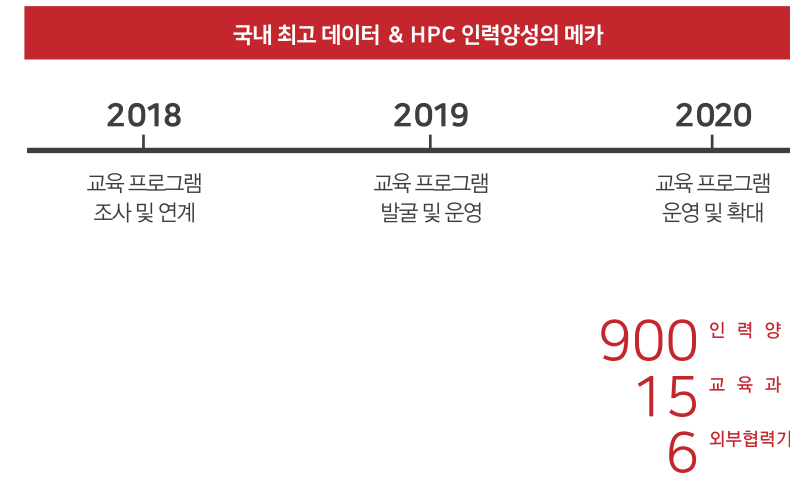 국내 최고 데이터 & HPC 인력양성의 메카
2018 2019 2020
교육 프로그램 교육 프로그램 교육 프로그램
조사 및 연계 발굴 및 운영 운영 및 확대
900 인 력 양
15 교 육 과
6 외부협력기